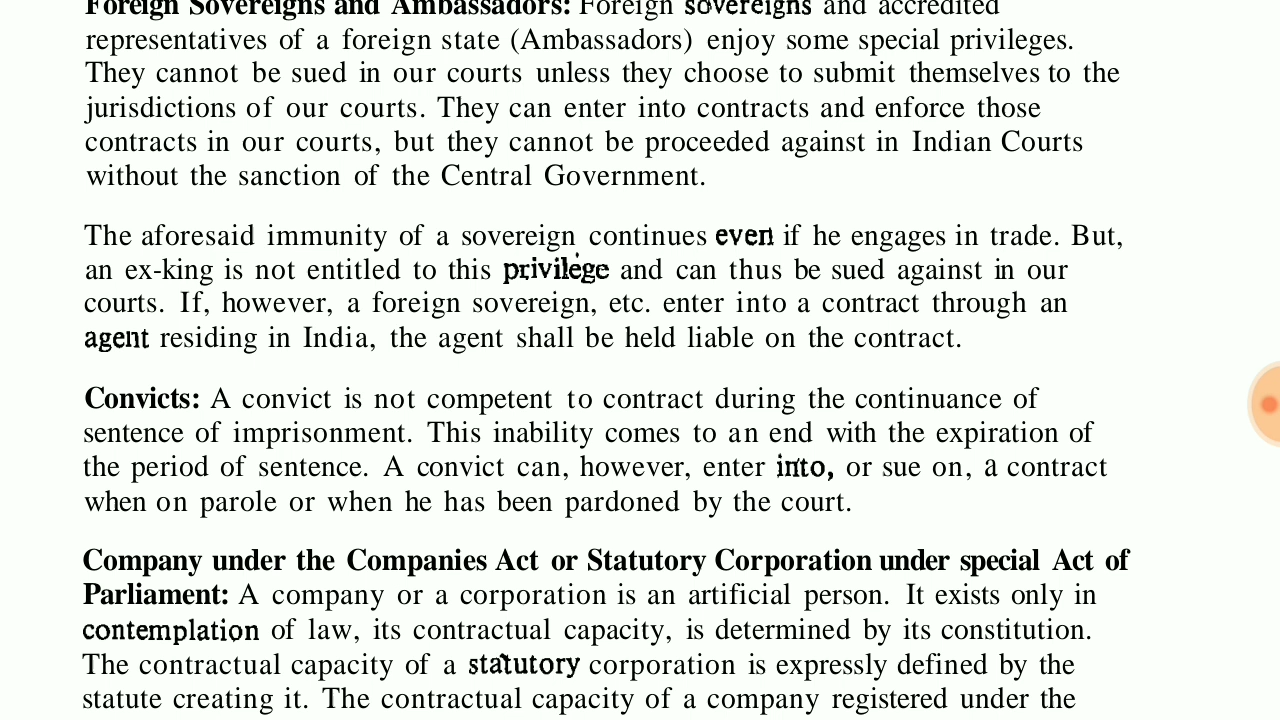 Foreign Sovereigns and Ambassadors: Foreign sovereigns and accredited
representatives of a foreign state (Ambassadors) enjoy some special privileges.
They cannot be sued in our courts unless they choose to submit themselves to the
jurisdictions of our courts. They can enter into contracts and enforce those
contracts in our courts, but they cannot be proceeded against in Indian Courts
without the sanction of the Central Government.
The aforesaid immunity of a sovereign continues even if he engages in trade. But,
an ex-king is not entitled to this privilege and can thus be sued against in our
courts. If, however, a foreign sovereign, etc. enter into a contract through an
agent residing in India, the agent shall be held liable on the contract.
Convicts: A convict is not competent to contract during the continuance of
sentence of imprisonment. This inability comes to an end with the expiration of
the period of sentence. A convict can, however, enter into, or sue on, a contract
when on parole or when he has been pardoned by the court.
Company under the Companies Act or Statutory Corporation under special Act of
Parliament: A company or a corporation is an artificial person. It exists only in
contemplation of law, its contractual capacity, is determined by its constitution.
The contractual capacity of a statutory corporation is expressly defined by the
statute creating it. The contractual capacity of a company registered under the